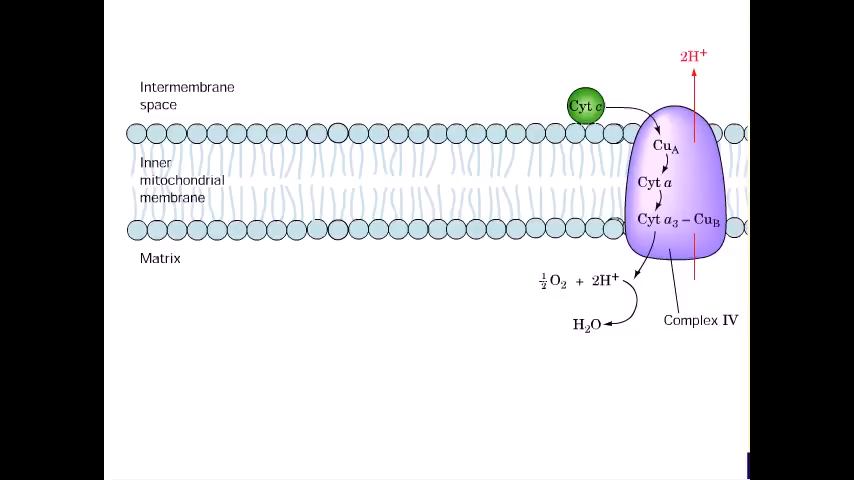 2H⁺
Intermembrane
space
Cyt c
Cu_A
Inner
mitochondrial
membrane
Cyt a
Cyt a₃ – Cu_B
Matrix
½O₂ + 2H⁺
H₂O
Complex IV